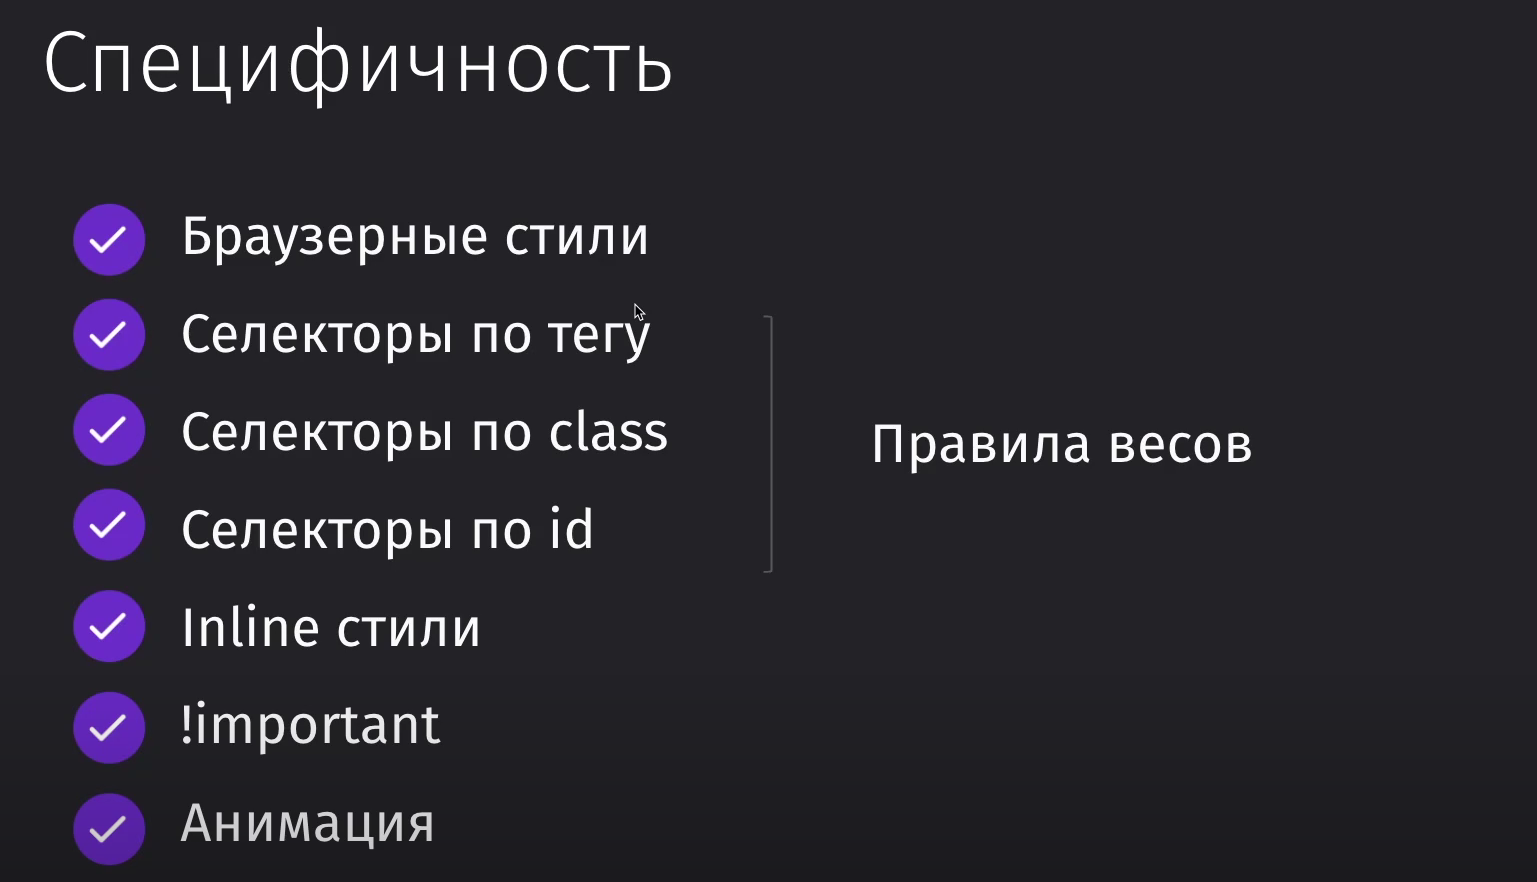 Специфичность
Браузерные стили
Селекторы по тегу
Селекторы по class
Селекторы по id
Правила весов
Inline стили
!important
Анимация